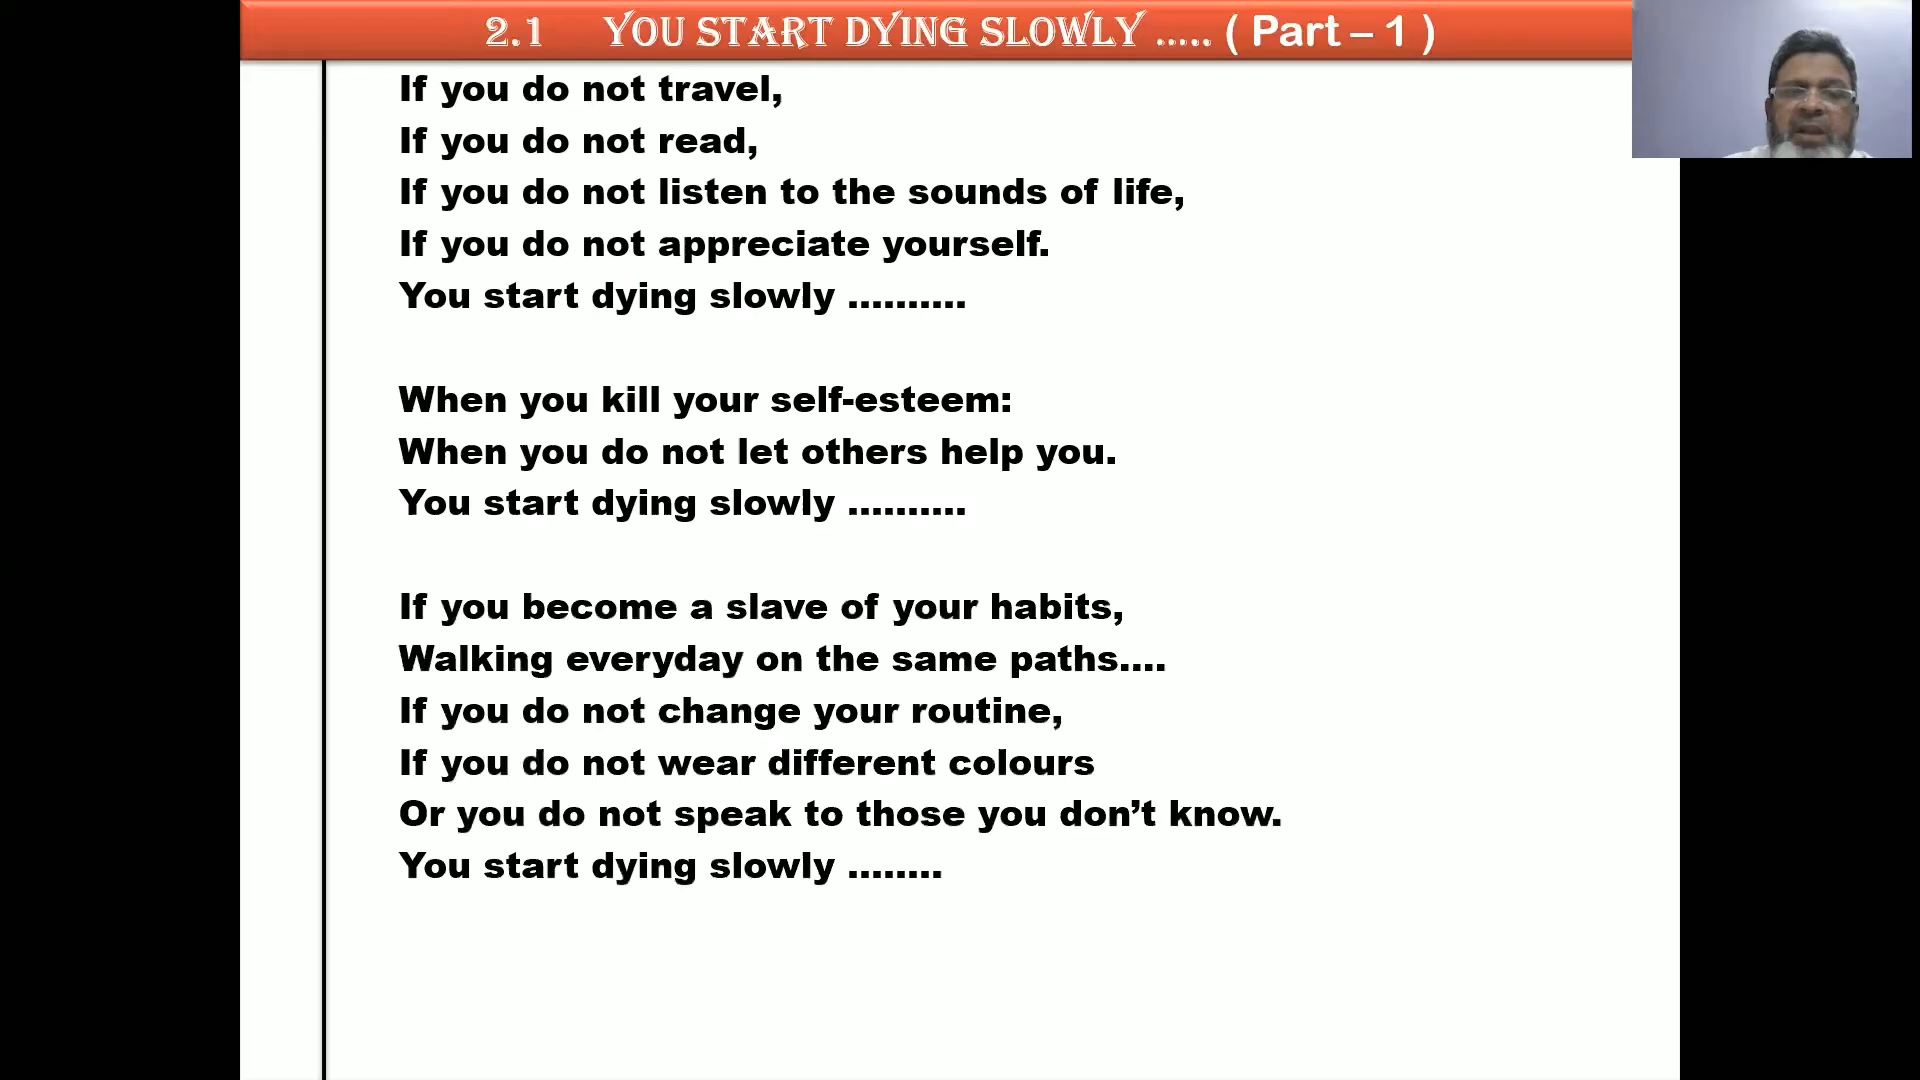 2.1 YOU START DYING SLOWLY ..... ( Part – 1 )
If you do not travel,
If you do not read,
If you do not listen to the sounds of life,
If you do not appreciate yourself.
You start dying slowly ..........
When you kill your self-esteem:
When you do not let others help you.
You start dying slowly ..........
If you become a slave of your habits,
Walking everyday on the same paths....
If you do not change your routine,
If you do not wear different colours
Or you do not speak to those you don’t know.
You start dying slowly ........